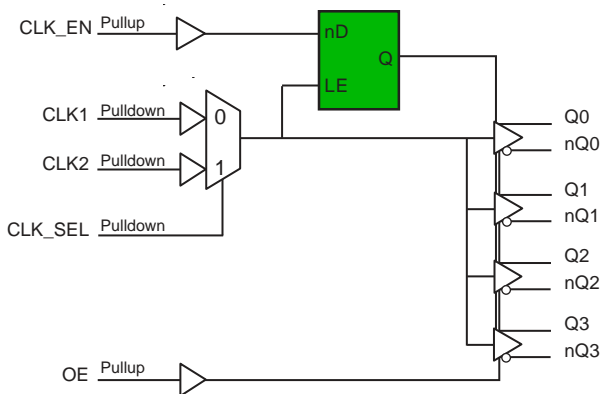 CLK_EN Pullup
nD
Q
LE
CLK1 Pulldown
0
CLK2 Pulldown
1
CLK_SEL Pulldown
Q0
nQ0
Q1
nQ1
Q2
nQ2
Q3
nQ3
OE Pullup